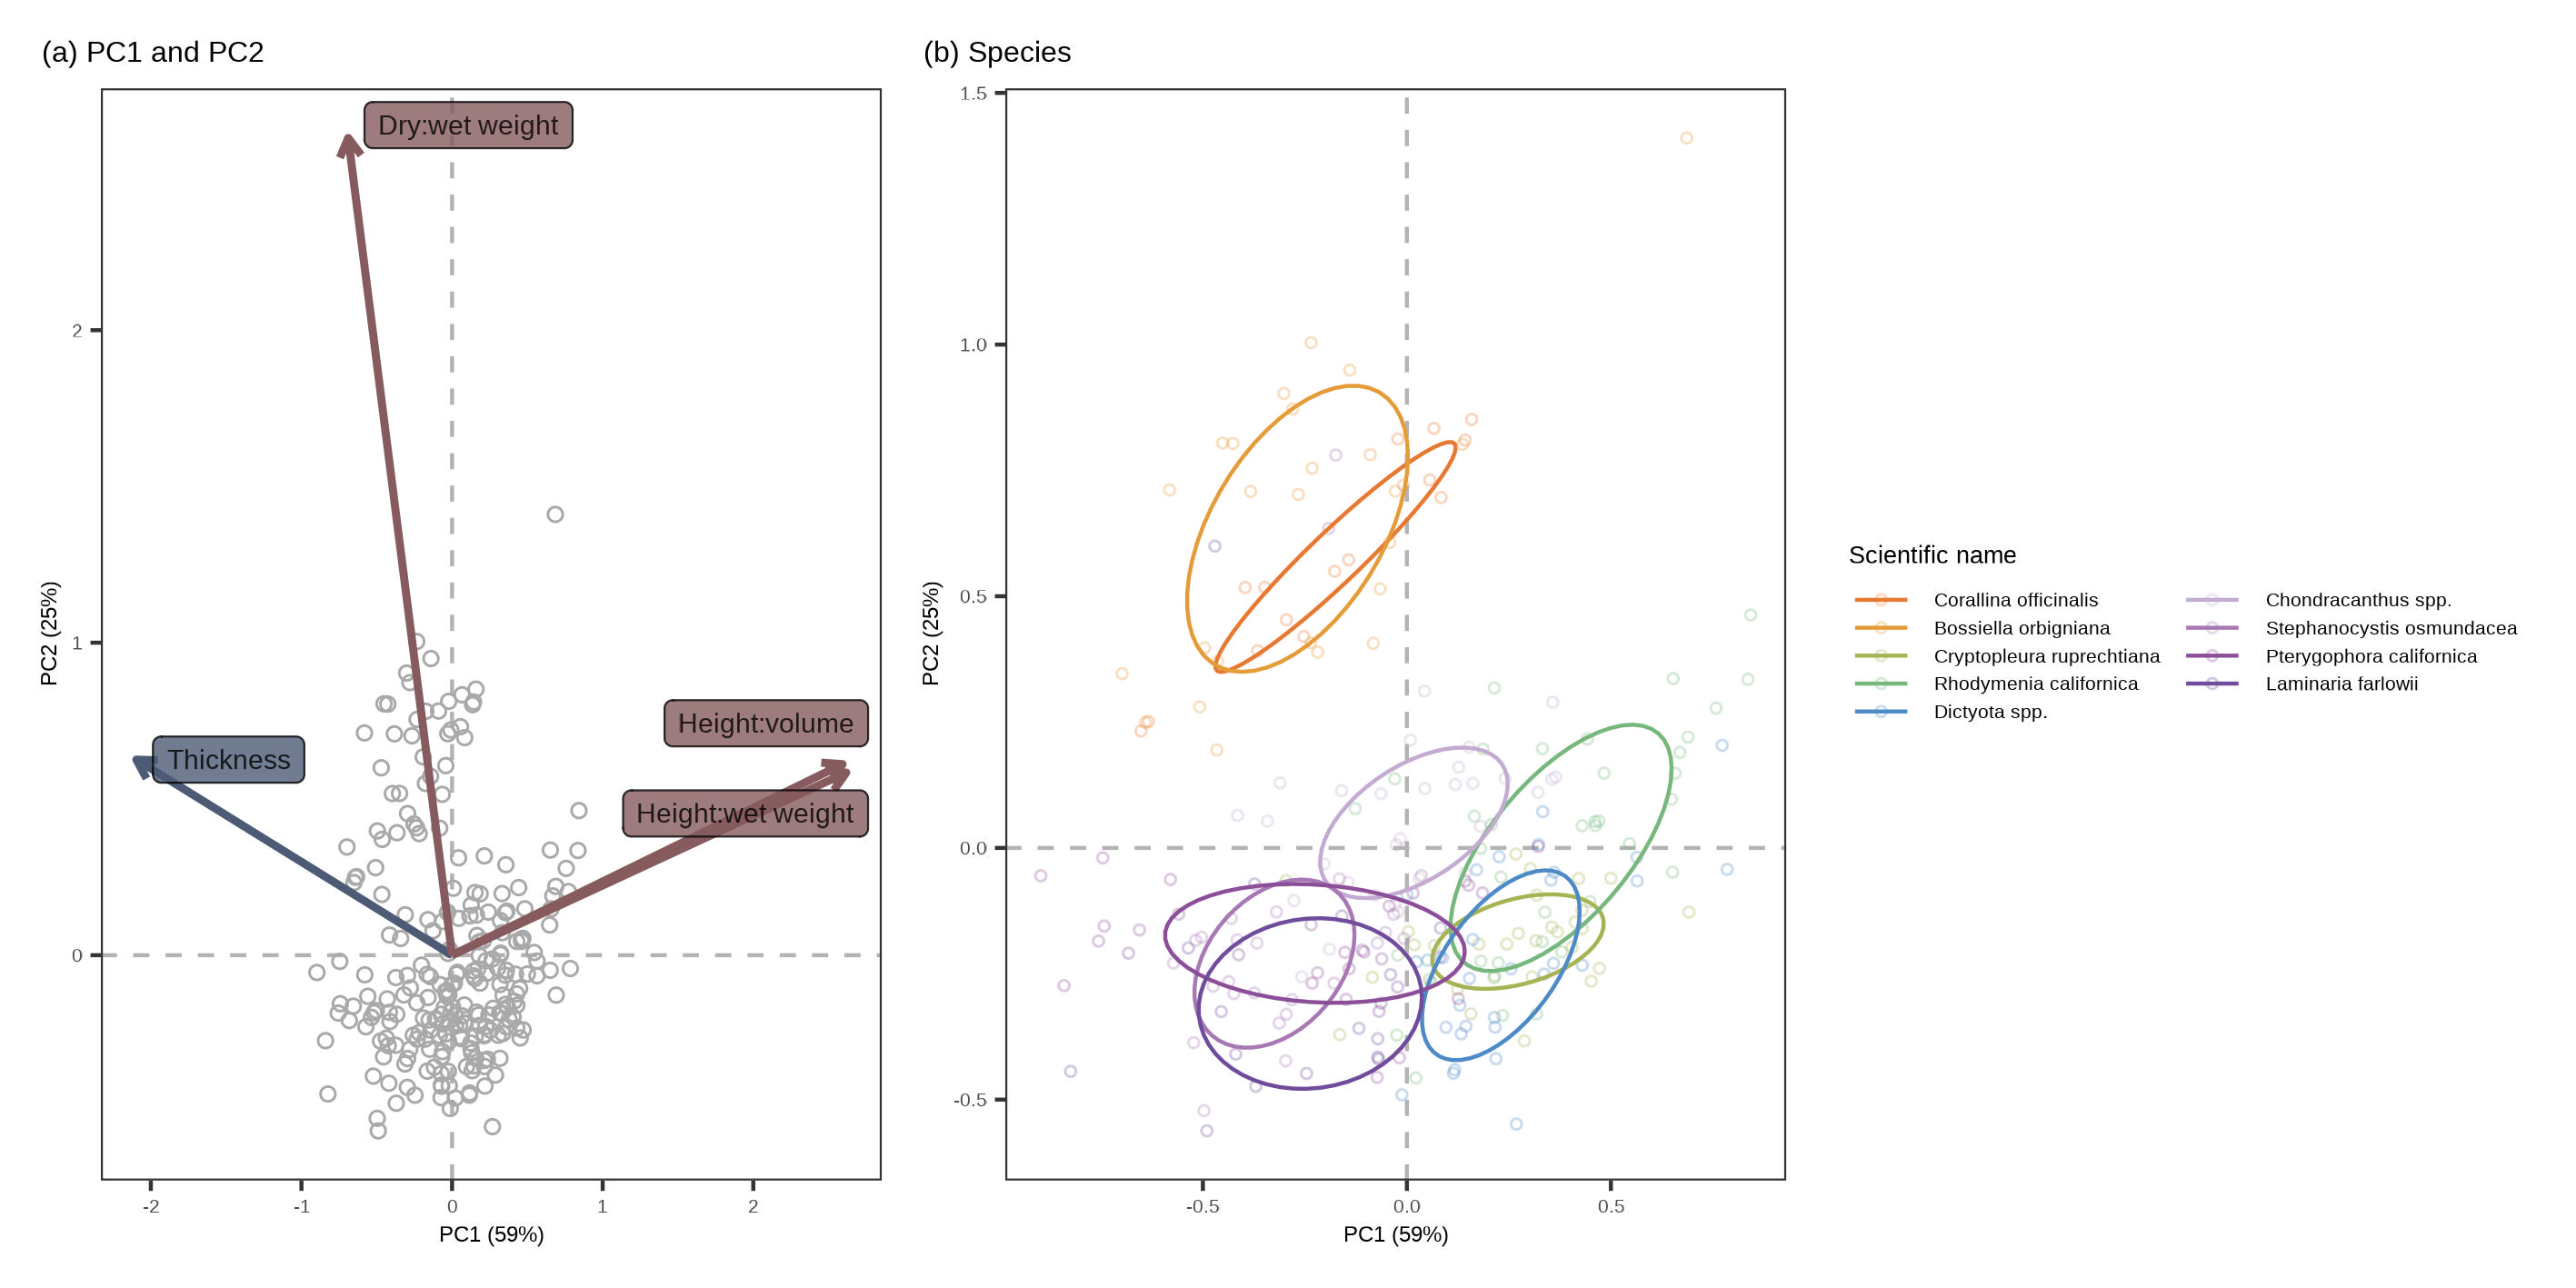 (a) PC1 and PC2
Dry:wet weight
Thickness
Height:volume
Height:wet weight
2
1
0
-2
-1
0
1
2
PC2 (25%)
PC1 (59%)
(b) Species
1.5
1.0
0.5
0.0
-0.5
-0.5
0.0
0.5
PC2 (25%)
PC1 (59%)
Scientific name
Corallina officinalis
Bossiella orbigniana
Cryptopleura ruprechtiana
Rhodymenia californica
Dictyota spp.
Chondracanthus spp.
Stephanocystis osmundacea
Pterygophora californica
Laminaria farlowii